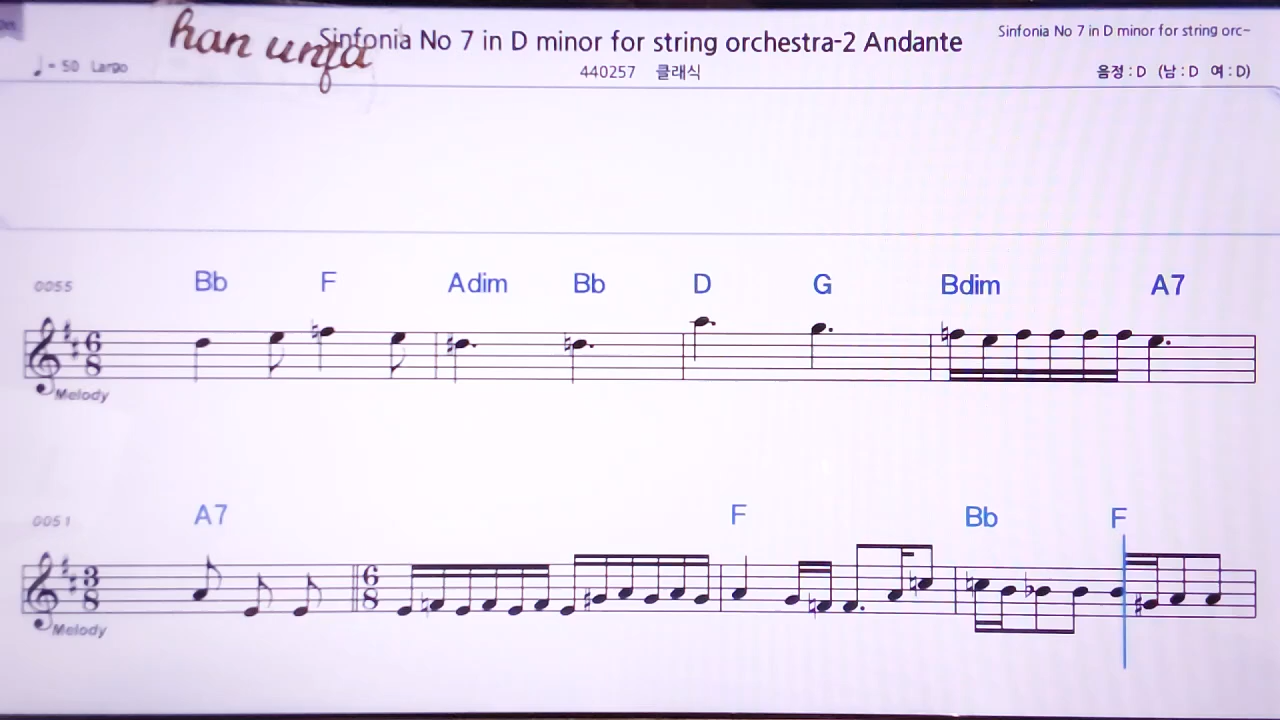 han unfa
Sinfonia No 7 in D minor for string orchestra-2 Andante
Sinfonia No 7 in D minor for string orc~
♩ = 50 Largo
440257 클래식
음정 : D (남 : D 여 : D)
0055 Bb F Adim Bb D G Bdim A7
6
8
Melody
0051 A7 F Bb F
3
8
6
8
Melody